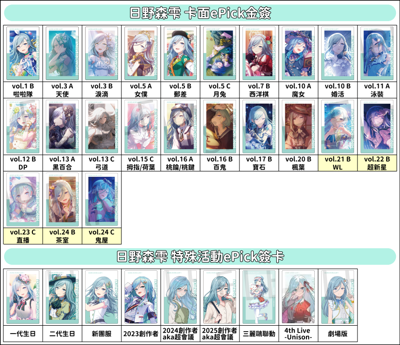 日野森雫 卡面ePick金簽
vol.1 B vol.3 A vol.3 B vol.5 A vol.5 B vol.5 C vol.7 B vol.10 A vol.10 B vol.11 A
啦啦隊 天使 淚滴 女僕 郵差 月兔 西洋棋 魔女 婚活 泳裝
vol.12 B vol.13 A vol.13 C vol.15 C vol.16 A vol.16 B vol.17 B vol.20 B vol.21 B vol.22 B
DP 黑百合 弓道 拇指/荷葉 桃臉/桃鍵 百鬼 寶石 楓葉 WL 超新星
vol.23 C vol.24 B vol.24 C
直播 茶室 鬼屋
日野森雫 特殊活動ePick簽卡
一代生日 二代生日 新團服 2023創作者 2024創作者 2025創作者 三麗鷗聯動 4th Live 劇場版
aka超會議 aka超會議 -Unison-